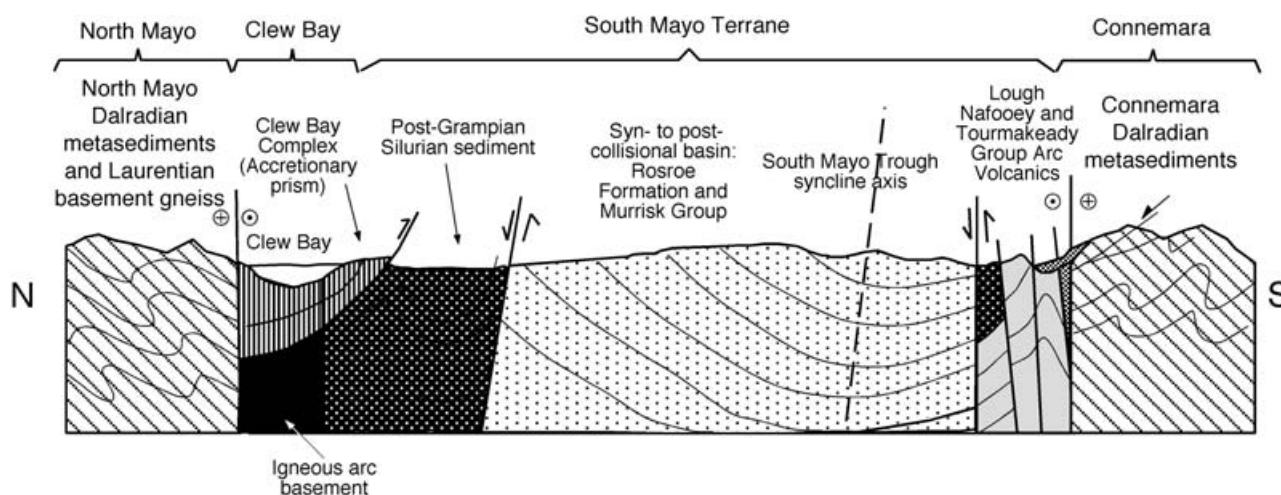 North Mayo
Clew Bay
South Mayo Terrane
Connemara
North Mayo
Dalradian
metasediments
and Laurentian
basement gneiss
Clew Bay
Complex
(Accretionary
prism)
Post-Grampian
Silurian sediment
Syn- to post-
collisional basin:
Rosroe
Formation and
Murrisk Group
South Mayo Trough
syncline axis
Lough
Nafooey and
Tourmakeady
Group Arc
Volcanics
Connemara
Dalradian
metasediments
Clew Bay
N
S
Igneous arc
basement